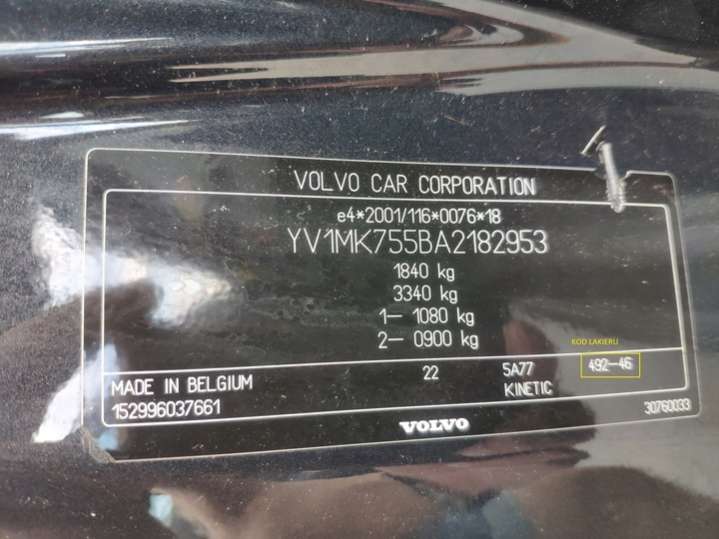 VOLVO CAR CORPORATION
e4*2001/116*0076*18
YV1MK755BA2182953
1840 kg
3340 kg
1- 1080 kg
2- 0900 kg
KOD LAKIERU
MADE IN BELGIUM 22 5A77 492-46
KINETIC
152996037661 30760033
VOLVO